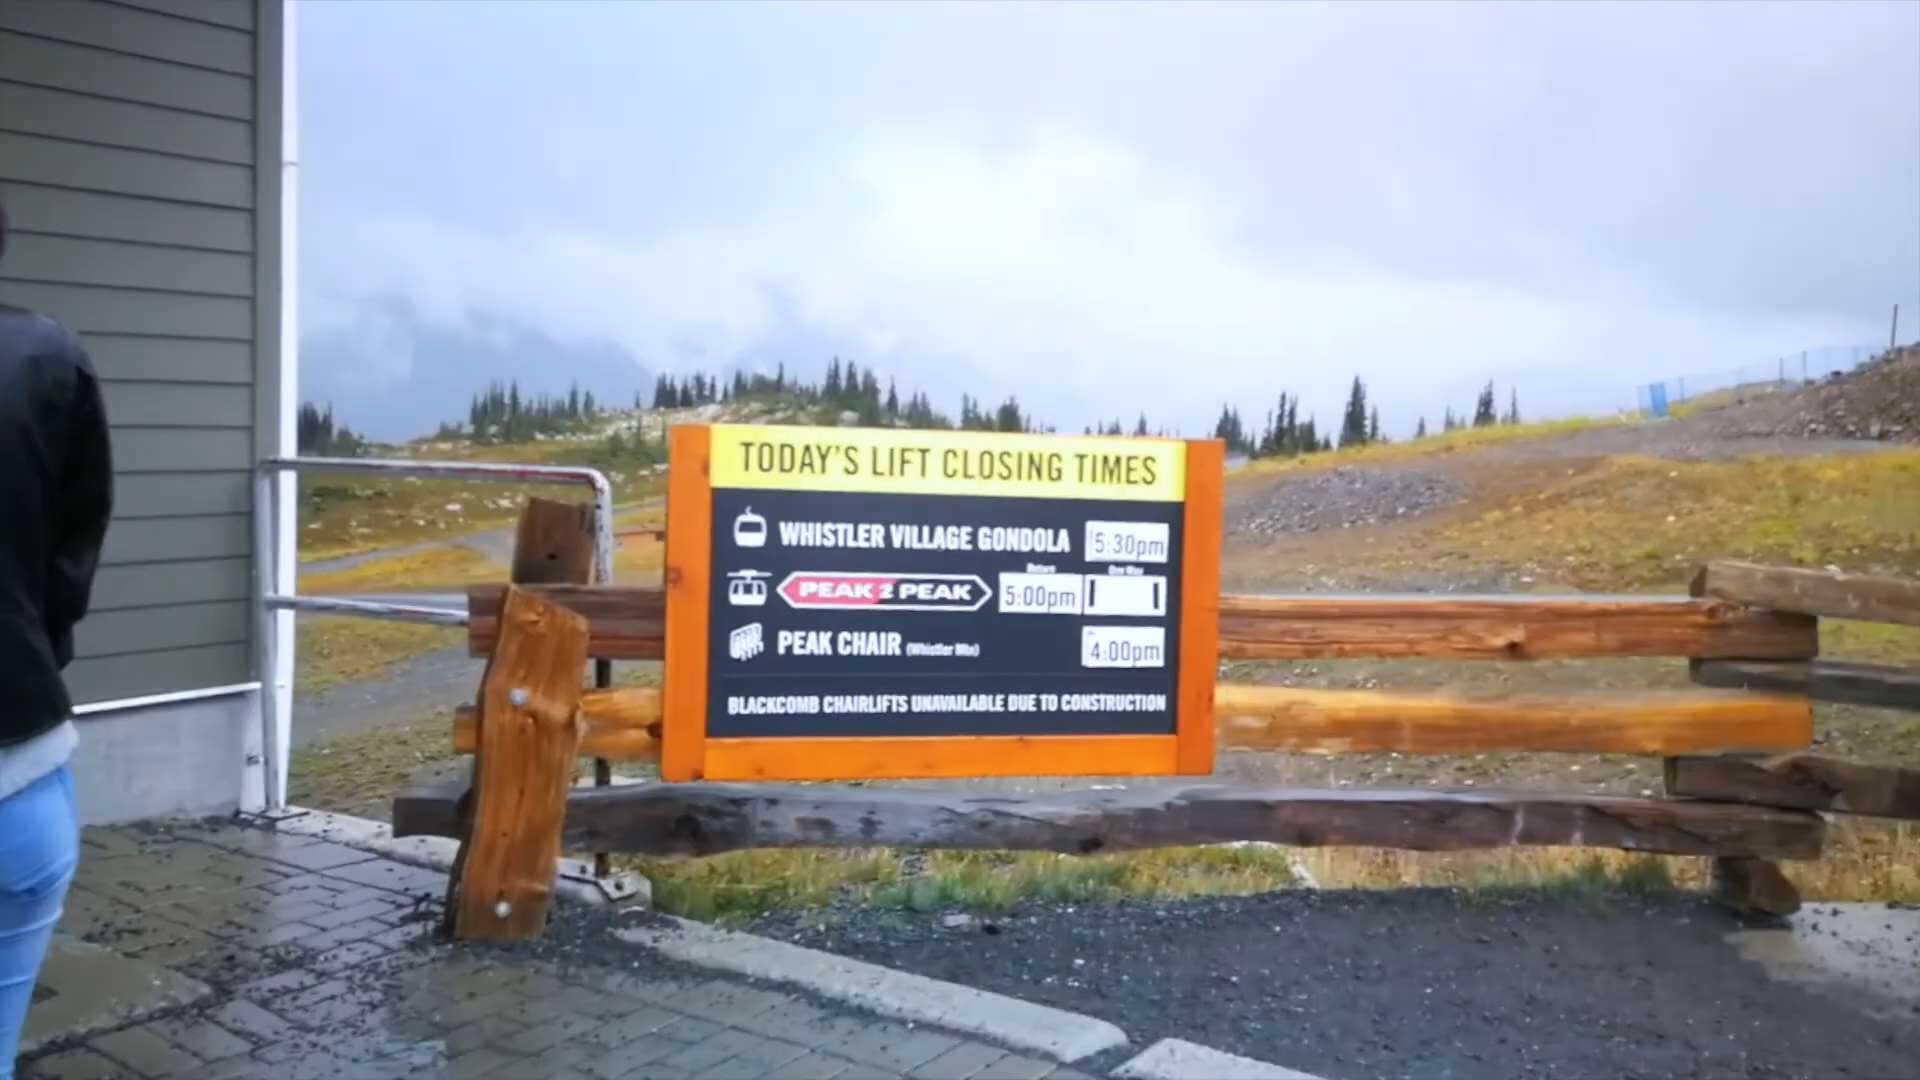 TODAY'S LIFT CLOSING TIMES
WHISTLER VILLAGE GONDOLA 5:30pm
Return One Way
PEAK 2 PEAK 5:00pm
PEAK CHAIR (Whistler Mtn) 4:00pm
BLACKCOMB CHAIRLIFTS UNAVAILABLE DUE TO CONSTRUCTION